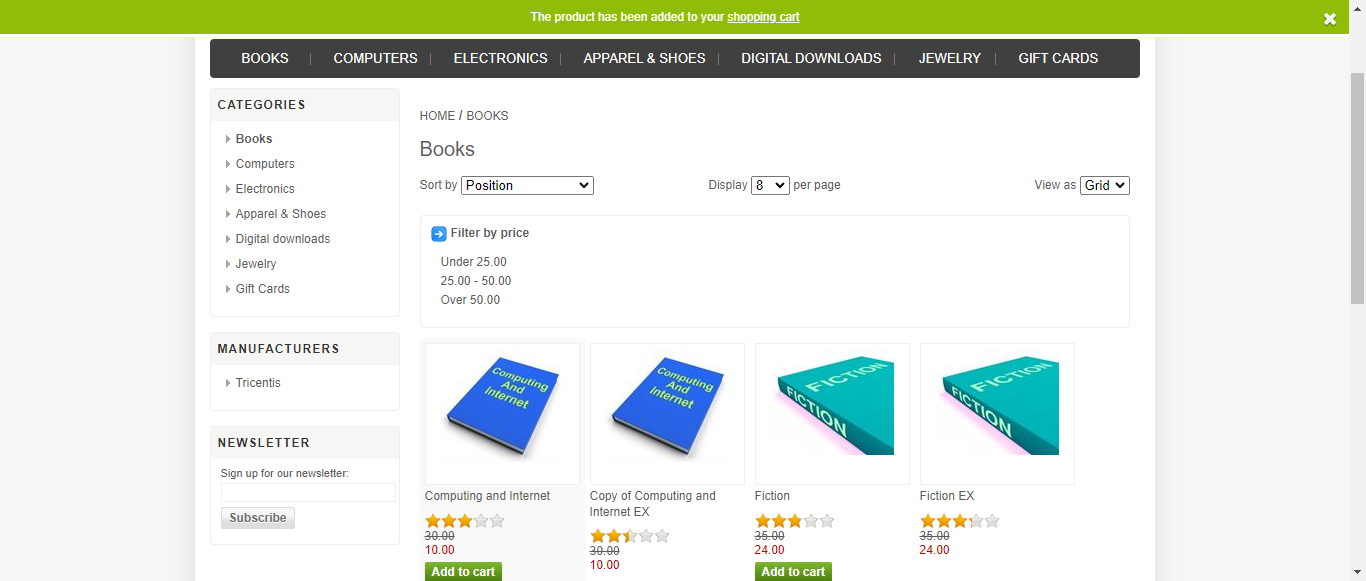 The product has been added to your shopping cart
BOOKS
COMPUTERS
ELECTRONICS
APPAREL & SHOES
DIGITAL DOWNLOADS
JEWELRY
GIFT CARDS
CATEGORIES
Books
Computers
Electronics
Apparel & Shoes
Digital downloads
Jewelry
Gift Cards
MANUFACTURERS
Tricentis
NEWSLETTER
Sign up for our newsletter:
Subscribe
HOME / BOOKS
Books
Sort by Position
Display 8 per page
View as Grid
Filter by price
Under 25.00
25.00 - 50.00
Over 50.00
Computing
And
Internet
Computing and Internet
30.00
10.00
Add to cart
Computing
And
Internet
Copy of Computing and
Internet EX
30.00
10.00
FICTION
FICTION
Fiction
35.00
24.00
Add to cart
FICTION
FICTION
Fiction EX
35.00
24.00